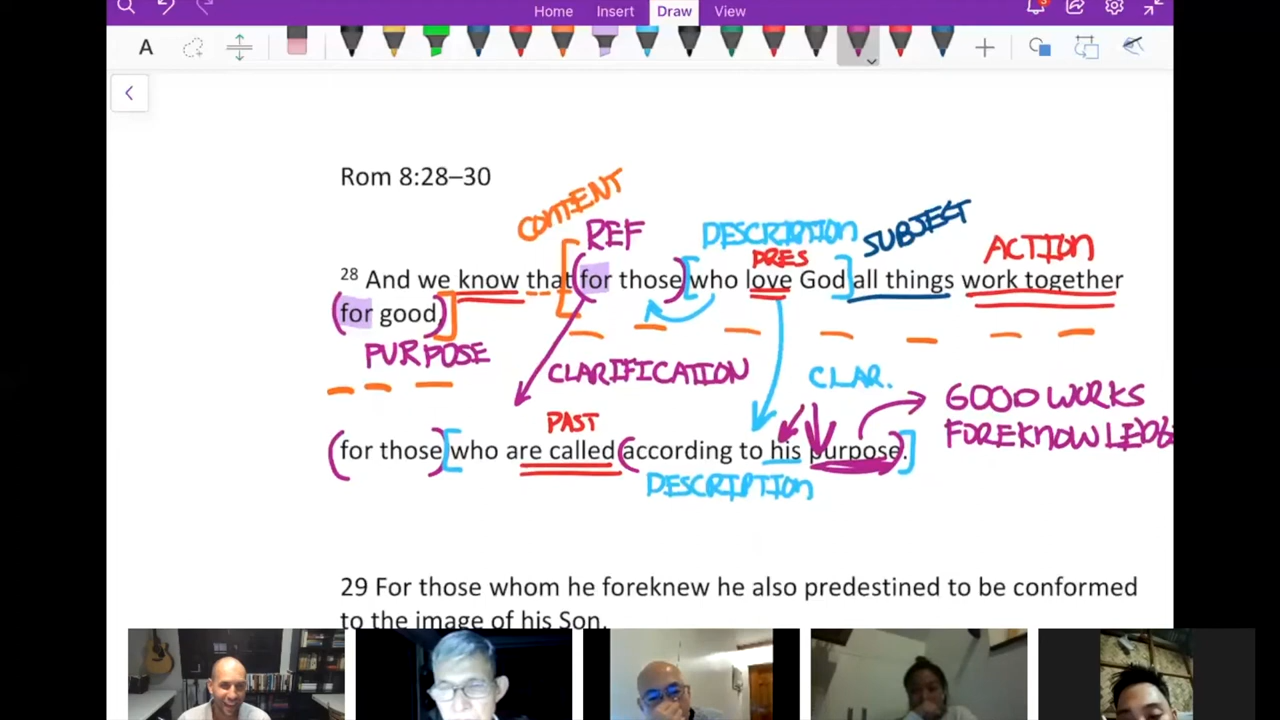 Home Insert Draw View
A
Rom 8:28–30
CONTENT
REF DESCRIPTION SUBJECT ACTION
PRES
28 And we know that for those who love God all things work together
for good,
PURPOSE
CLARIFICATION CLAR.
GOOD WORKS
PAST
FOREKNOWLEDGE
for those who are called according to his purpose.
DESCRIPTION
29 For those whom he foreknew he also predestined to be conformed
to the image of his Son,